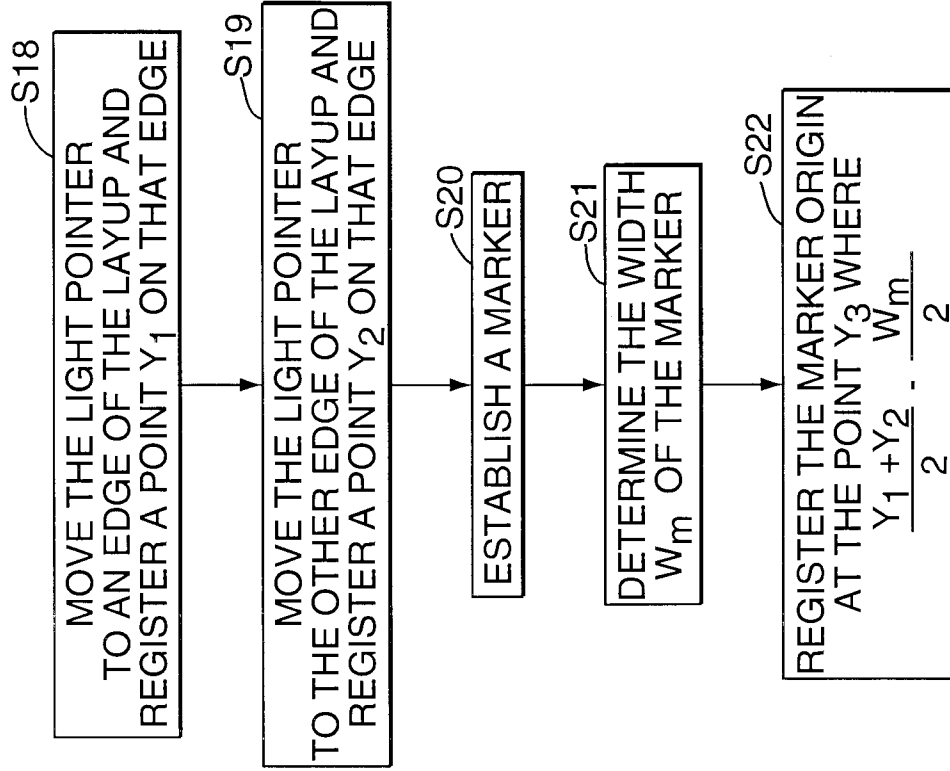 S18
MOVE THE LIGHT POINTER
TO AN EDGE OF THE LAYUP AND
REGISTER A POINT Y1 ON THAT EDGE
S19
MOVE THE LIGHT POINTER
TO THE OTHER EDGE OF THE LAYUP AND
REGISTER A POINT Y2 ON THAT EDGE
S20
ESTABLISH A MARKER
S21
DETERMINE THE WIDTH
Wm OF THE MARKER
S22
REGISTER THE MARKER ORIGIN
AT THE POINT Y3 WHERE
Y1 +Y2 / 2 - Wm / 2